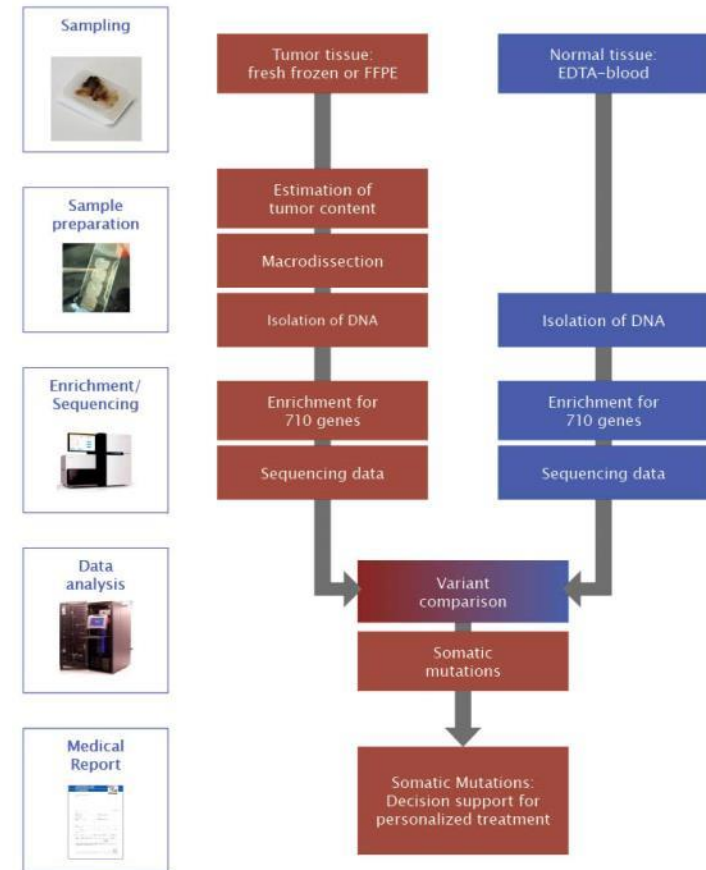 Sampling
Tumor tissue:
fresh frozen or FFPE
Normal tissue:
EDTA-blood
Sample
preparation
Estimation of
tumor content
Macrodissection
Isolation of DNA
Isolation of DNA
Enrichment/
Sequencing
Enrichment for
710 genes
Enrichment for
710 genes
Sequencing data
Sequencing data
Data
analysis
Variant
comparison
Somatic
mutations
Medical
Report
Somatic Mutations:
Decision support for
personalized treatment